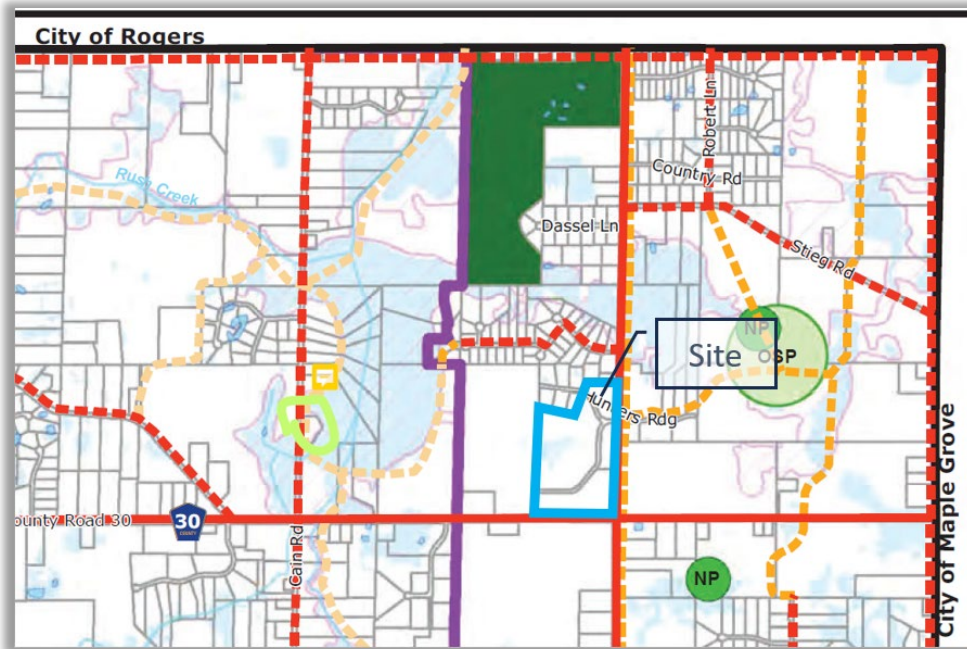 City of Rogers
Robert Ln
Rush Creek
Country Rd
Dassel Ln
Stieg Rd
NP
Site
OSP
Hunters Rdg
City of Maple Grove
ounty Road 30
30
COUNTY
Cain Rd
NP